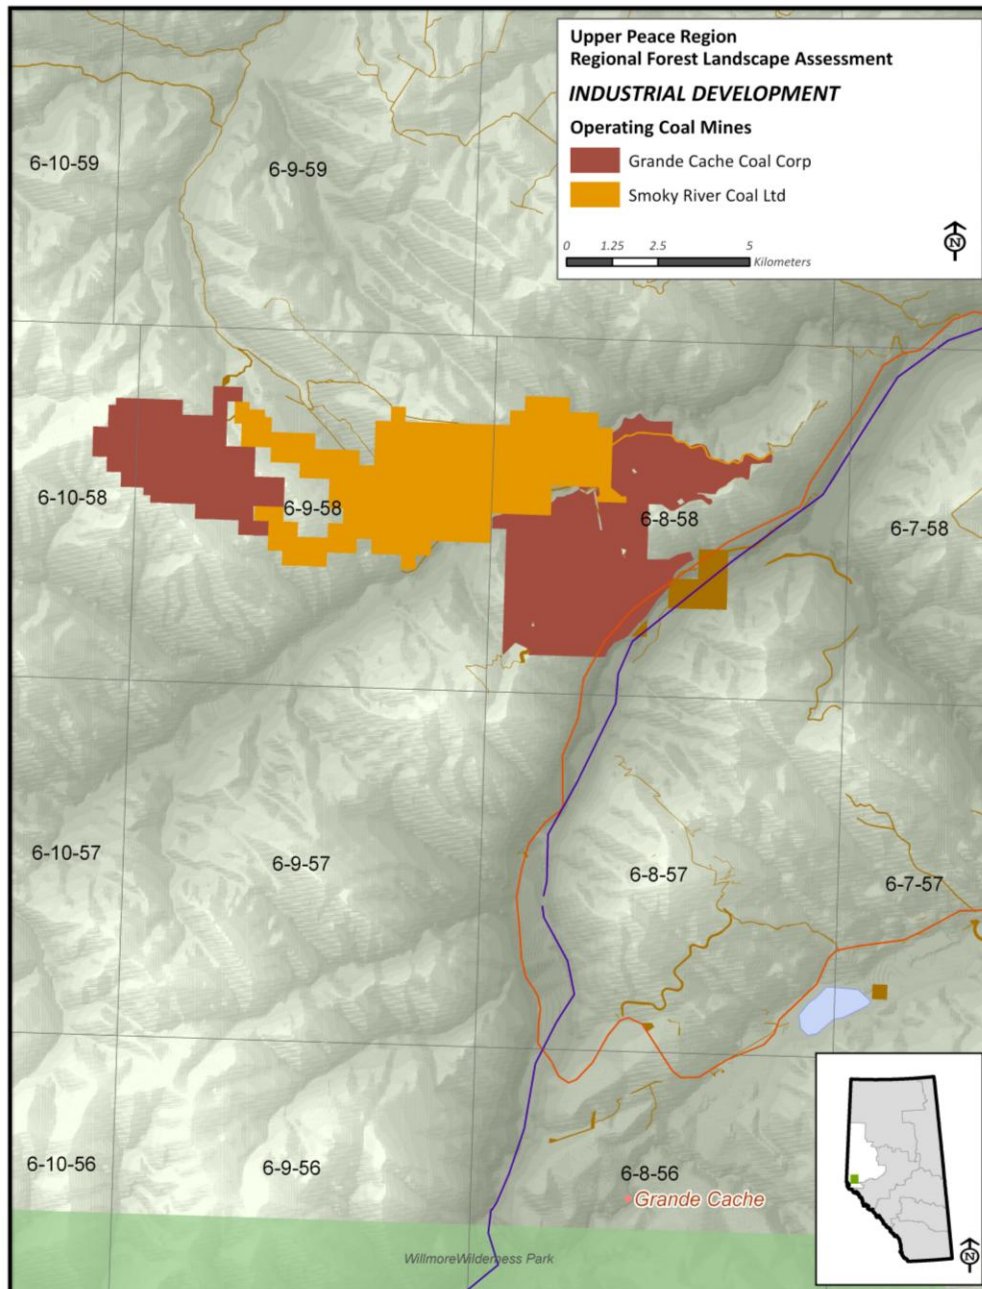 Upper Peace Region
Regional Forest Landscape Assessment
INDUSTRIAL DEVELOPMENT
Operating Coal Mines
Grande Cache Coal Corp
Smoky River Coal Ltd
0 1.25 2.5 5
Kilometers
N
6-10-59
6-9-59
6-10-58
6-9-58
6-8-58
6-7-58
6-10-57
6-9-57
6-8-57
6-7-57
6-10-56
6-9-56
6-8-56
Grande Cache
WillmoreWilderness Park
N